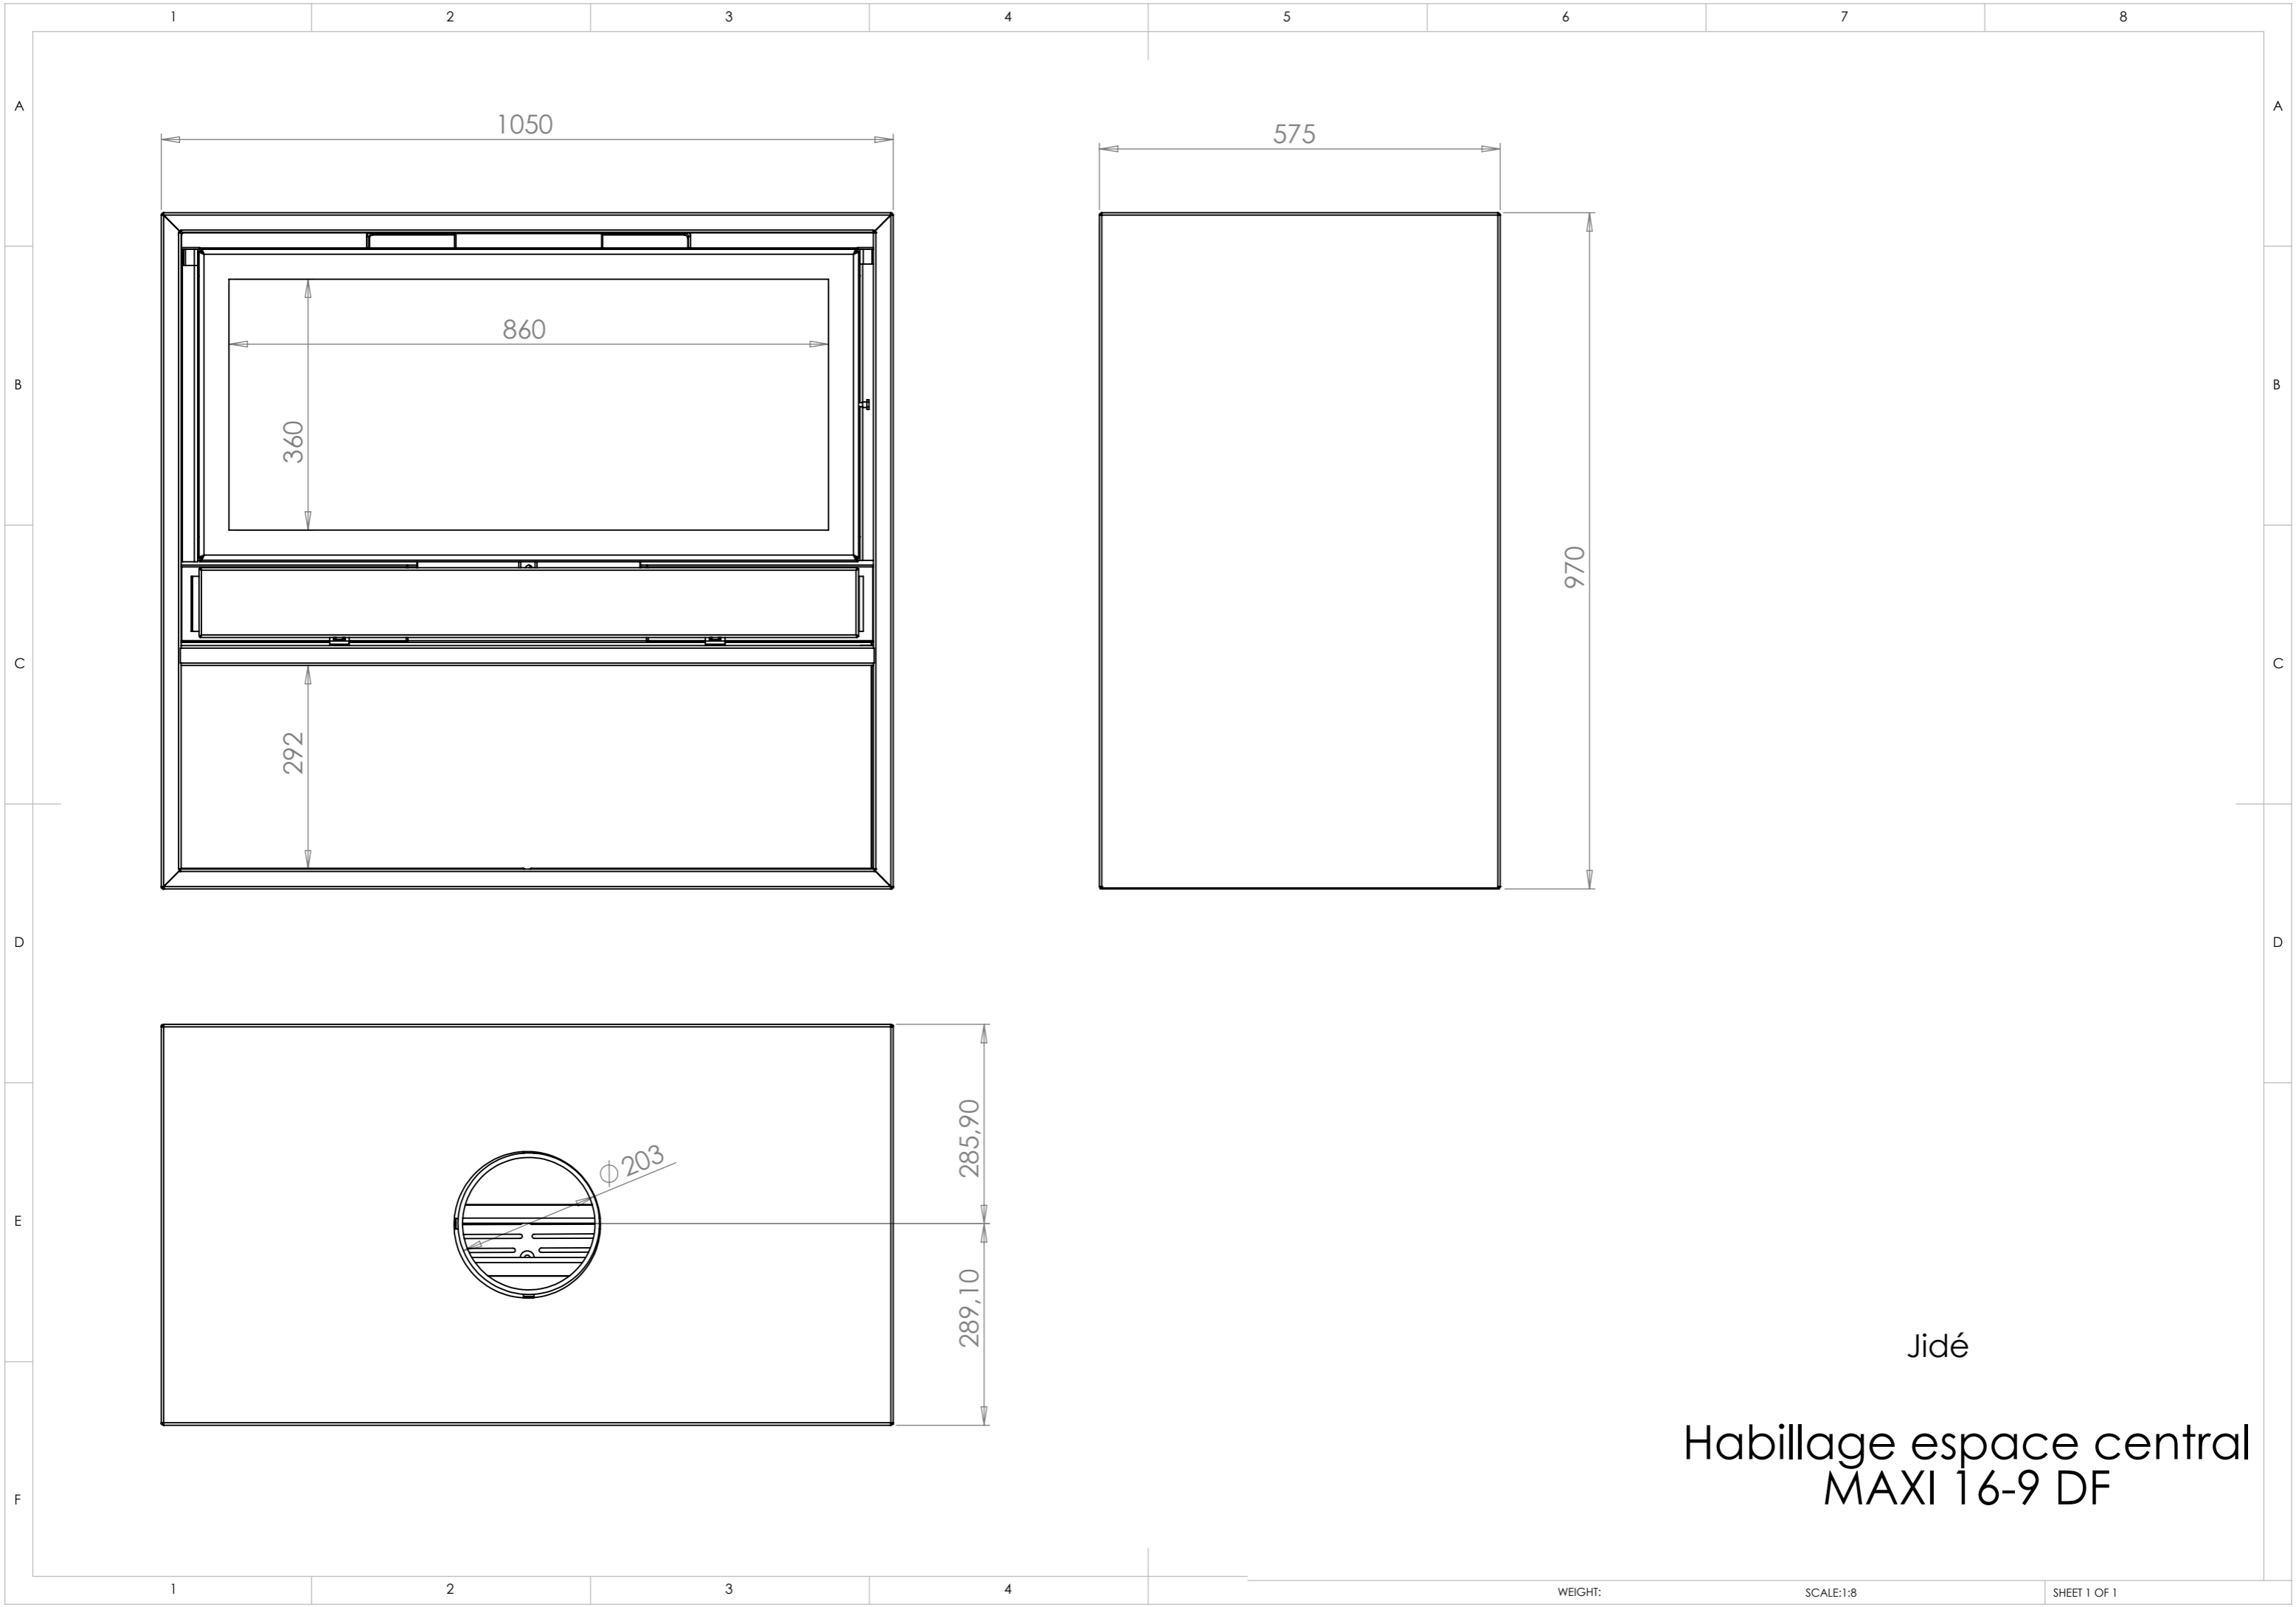 1 2 3 4 5 6 7 8
A A
1050
575
860
B B
360
970
C C
292
D D
285,90
⌀203
E E
289,10
Jidé
Habillage espace central
MAXI 16-9 DF
F
1 2 3 4
WEIGHT: SCALE:1:8 SHEET 1 OF 1